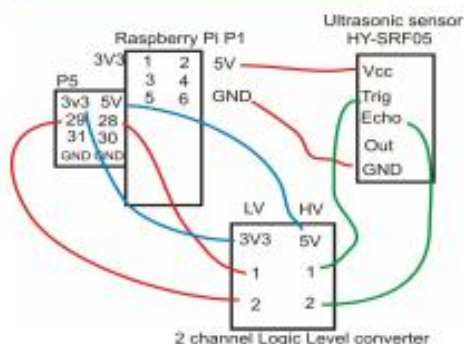 Ultrasonic sensor
HY-SRF05
Raspberry Pi P1
3V3 1 2 5V
3 4
5 6 GND
P5
3v3 5V
29 28
31 30
GND GND
Vcc
Trig
Echo
Out
GND
LV HV
3V3 5V
1 1
2 2
2 channel Logic Level converter